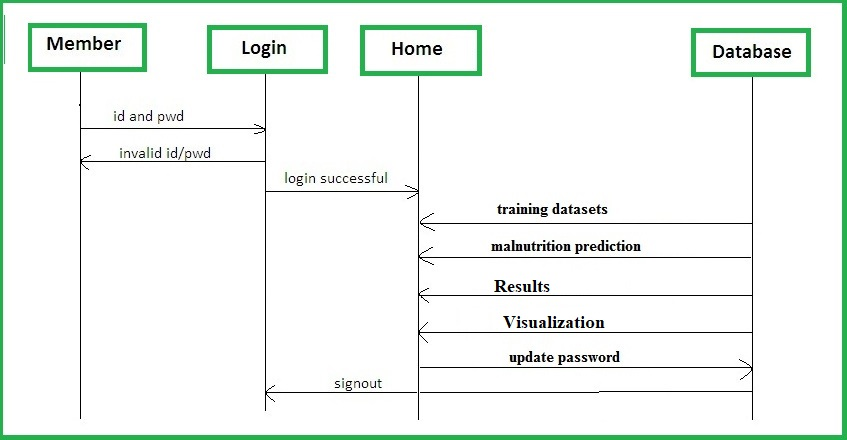 Member
Login
Home
Database
id and pwd
invalid id/pwd
login successful
training datasets
malnutrition prediction
Results
Visualization
update password
signout